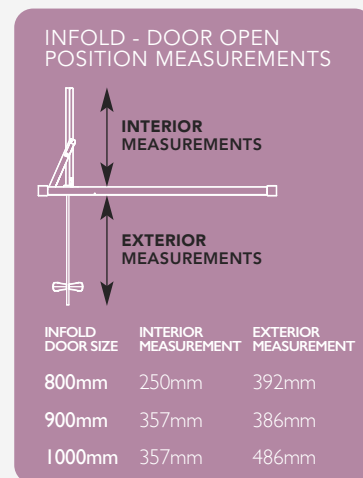 INFOLD - DOOR OPEN
POSITION MEASUREMENTS
INTERIOR
MEASUREMENTS
EXTERIOR
MEASUREMENTS
INFOLD DOOR SIZE INTERIOR MEASUREMENT EXTERIOR MEASUREMENT
800mm 250mm 392mm
900mm 357mm 386mm
1000mm 357mm 486mm